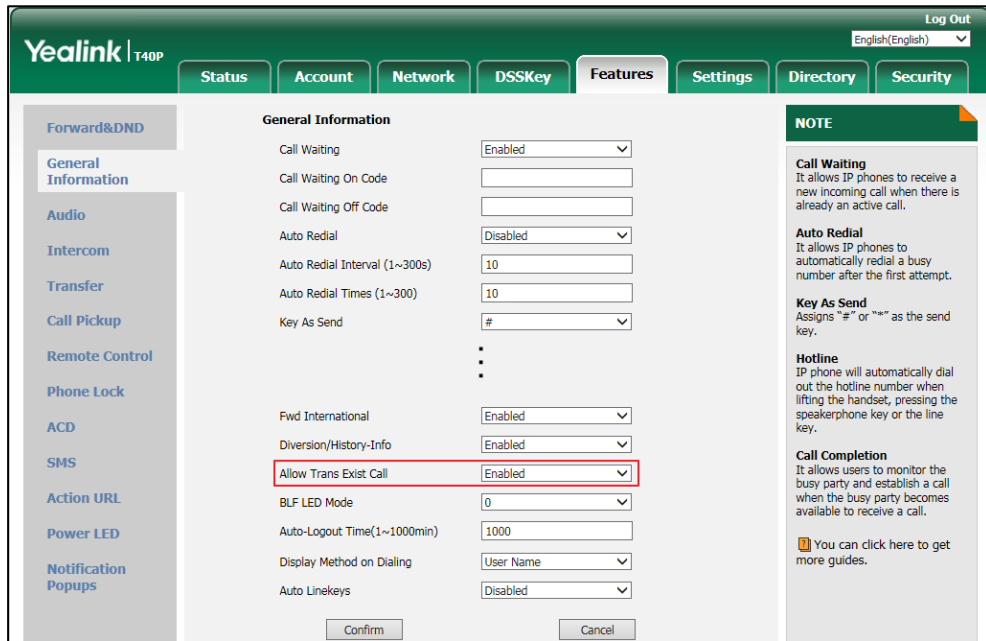 Log Out
Yealink | T40P
English(English)
Status Account Network DSSKey Features Settings Directory Security
Forward&DND
General
Information
Audio
Intercom
Transfer
Call Pickup
Remote Control
Phone Lock
ACD
SMS
Action URL
Power LED
Notification
Popups
General Information
Call Waiting Enabled
Call Waiting On Code
Call Waiting Off Code
Auto Redial Disabled
Auto Redial Interval (1~300s) 10
Auto Redial Times (1~300) 10
Key As Send #
Fwd International Enabled
Diversion/History-Info Enabled
Allow Trans Exist Call Enabled
BLF LED Mode 0
Auto-Logout Time(1~1000min) 1000
Display Method on Dialing User Name
Auto Linekeys Disabled
Confirm Cancel
NOTE
Call Waiting
It allows IP phones to receive a
new incoming call when there is
already an active call.
Auto Redial
It allows IP phones to
automatically redial a busy
number after the first attempt.
Key As Send
Assigns "#" or "*" as the send
key.
Hotline
IP phone will automatically dial
out the hotline number when
lifting the handset, pressing the
speakerphone key or the line
key.
Call Completion
It allows users to monitor the
busy party and establish a call
when the busy party becomes
available to receive a call.
? You can click here to get
more guides.